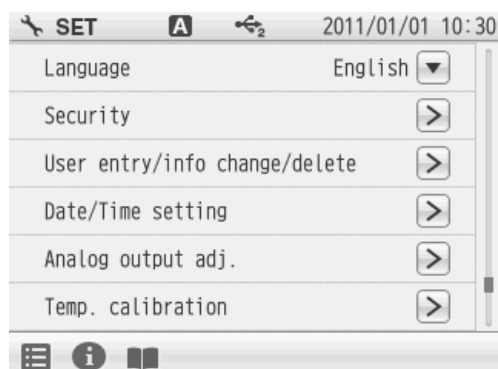 SET A 2 2011/01/01 10:30
Language English
Security
User entry/info change/delete
Date/Time setting
Analog output adj.
Temp. calibration